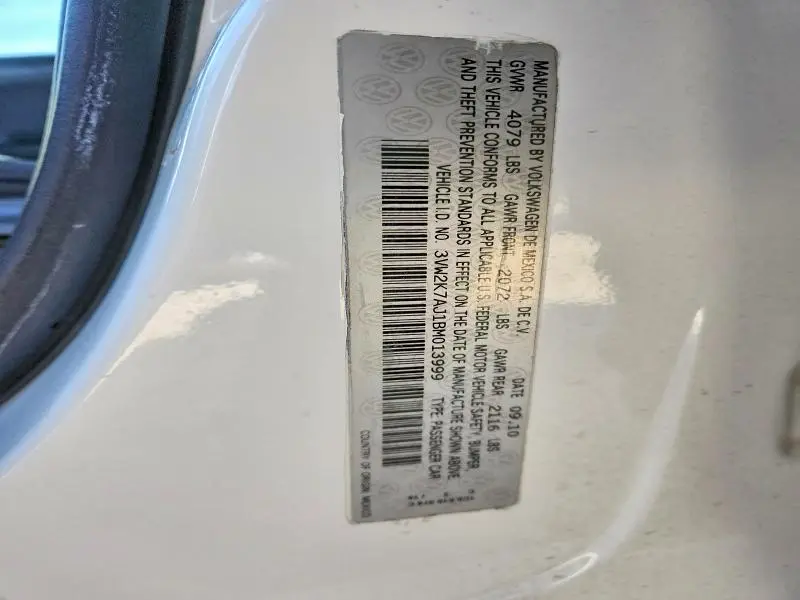 MANUFACTURED BY VOLKSWAGEN DE MEXICO S.A. DE C.V.
DATE 09.10
GVWR 4079 LBS GAWR FRONT 2072 LBS GAWR REAR 2116 LBS
THIS VEHICLE CONFORMS TO ALL APPLICABLE U.S. FEDERAL MOTOR VEHICLE SAFETY, BUMPER,
AND THEFT PREVENTION STANDARDS IN EFFECT ON THE DATE OF MANUFACTURE SHOWN ABOVE.
VEHICLE I.D. NO. 3VW2K7AJ1BM013999 TYPE: PASSENGER CAR
COUNTRY OF ORIGIN: MEXICO